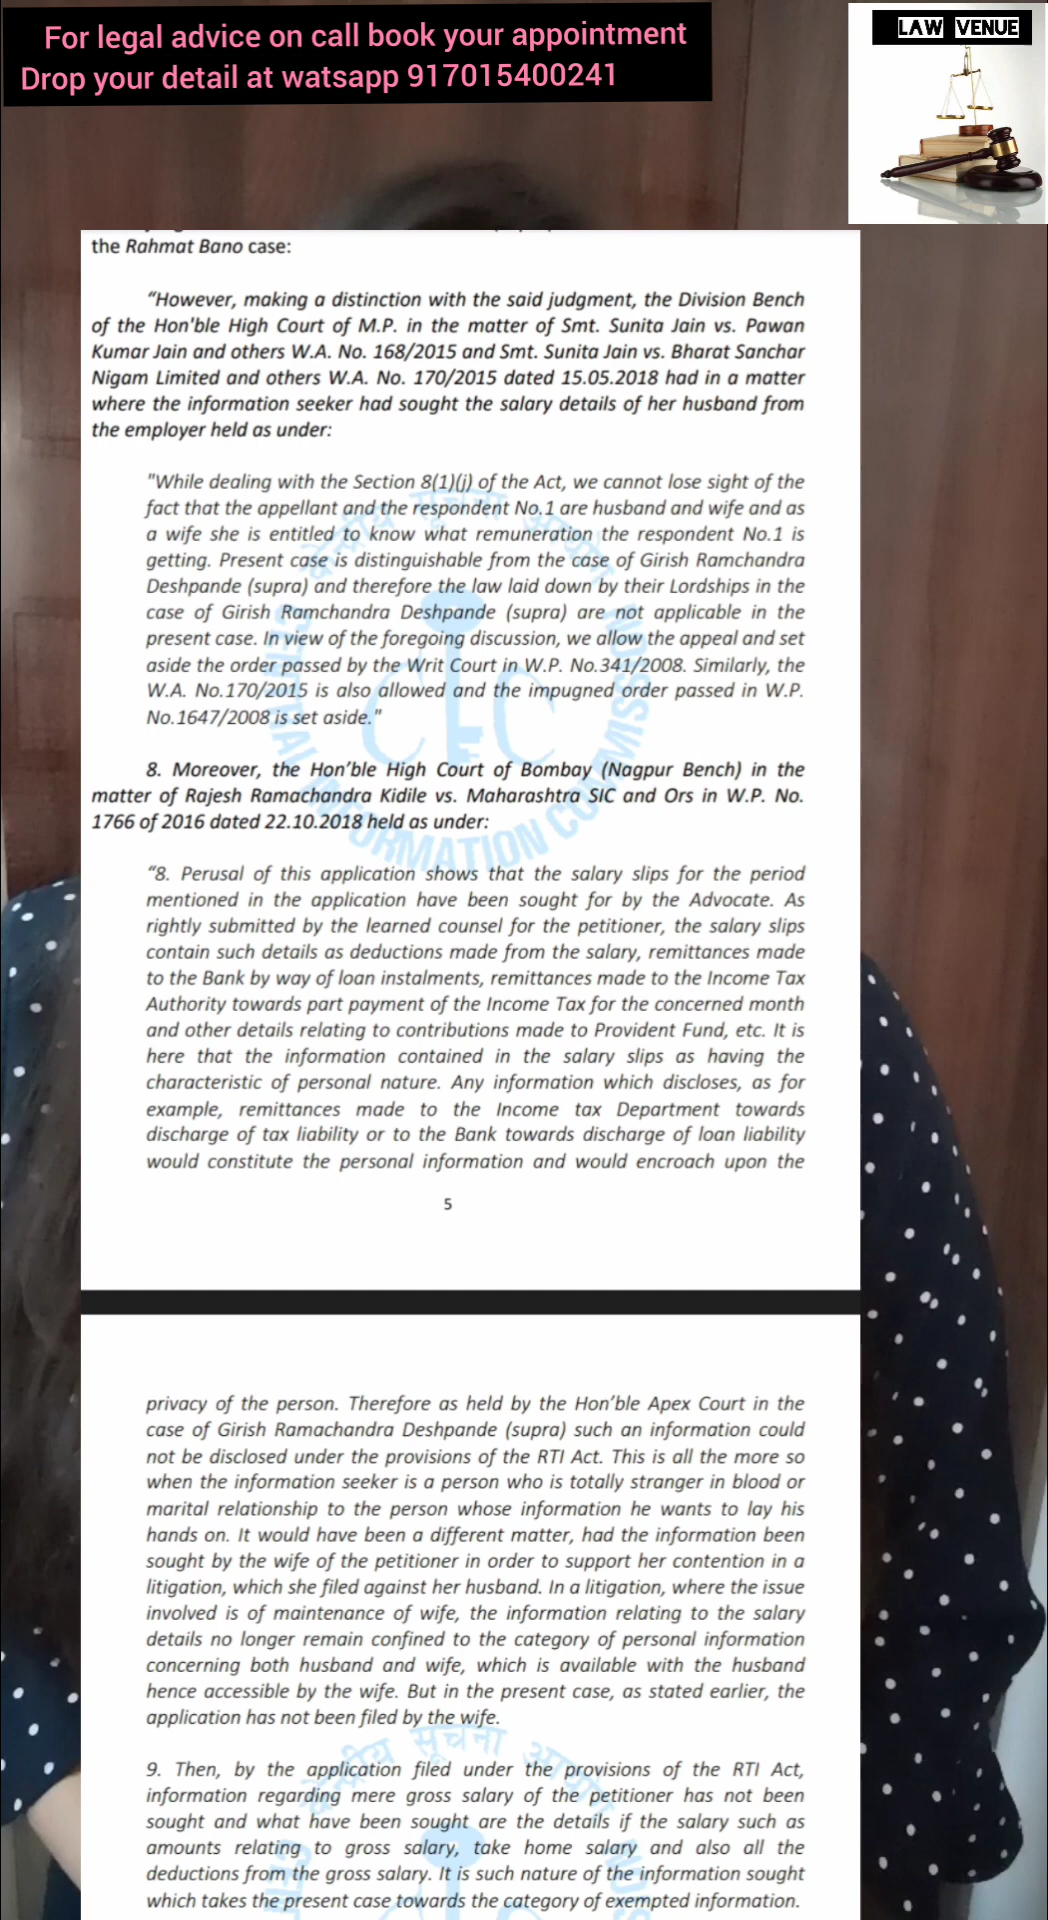 For legal advice on call book your appointment
Drop your detail at watsapp 917015400241
LAW VENUE
the Rahmat Bano case:
“However, making a distinction with the said judgment, the Division Bench
of the Hon'ble High Court of M.P. in the matter of Smt. Sunita Jain vs. Pawan
Kumar Jain and others W.A. No. 168/2015 and Smt. Sunita Jain vs. Bharat Sanchar
Nigam Limited and others W.A. No. 170/2015 dated 15.05.2018 had in a matter
where the information seeker had sought the salary details of her husband from
the employer held as under:
"While dealing with the Section 8(1)(j) of the Act, we cannot lose sight of the
fact that the appellant and the respondent No.1 are husband and wife and as
a wife she is entitled to know what remuneration the respondent No.1 is
getting. Present case is distinguishable from the case of Girish Ramchandra
Deshpande (supra) and therefore the law laid down by their Lordships in the
case of Girish Ramchandra Deshpande (supra) are not applicable in the
present case. In view of the foregoing discussion, we allow the appeal and set
aside the order passed by the Writ Court in W.P. No.341/2008. Similarly, the
W.A. No.170/2015 is also allowed and the impugned order passed in W.P.
No.1647/2008 is set aside."
8. Moreover, the Hon’ble High Court of Bombay (Nagpur Bench) in the
matter of Rajesh Ramachandra Kidile vs. Maharashtra SIC and Ors in W.P. No.
1766 of 2016 dated 22.10.2018 held as under:
“8. Perusal of this application shows that the salary slips for the period
mentioned in the application have been sought for by the Advocate. As
rightly submitted by the learned counsel for the petitioner, the salary slips
contain such details as deductions made from the salary, remittances made
to the Bank by way of loan instalments, remittances made to the Income Tax
Authority towards part payment of the Income Tax for the concerned month
and other details relating to contributions made to Provident Fund, etc. It is
here that the information contained in the salary slips as having the
characteristic of personal nature. Any information which discloses, as for
example, remittances made to the Income tax Department towards
discharge of tax liability or to the Bank towards discharge of loan liability
would constitute the personal information and would encroach upon the
5
privacy of the person. Therefore as held by the Hon’ble Apex Court in the
case of Girish Ramachandra Deshpande (supra) such an information could
not be disclosed under the provisions of the RTI Act. This is all the more so
when the information seeker is a person who is totally stranger in blood or
marital relationship to the person whose information he wants to lay his
hands on. It would have been a different matter, had the information been
sought by the wife of the petitioner in order to support her contention in a
litigation, which she filed against her husband. In a litigation, where the issue
involved is of maintenance of wife, the information relating to the salary
details no longer remain confined to the category of personal information
concerning both husband and wife, which is available with the husband
hence accessible by the wife. But in the present case, as stated earlier, the
application has not been filed by the wife.
9. Then, by the application filed under the provisions of the RTI Act,
information regarding mere gross salary of the petitioner has not been
sought and what have been sought are the details if the salary such as
amounts relating to gross salary, take home salary and also all the
deductions from the gross salary. It is such nature of the information sought
which takes the present case towards the category of exempted information.